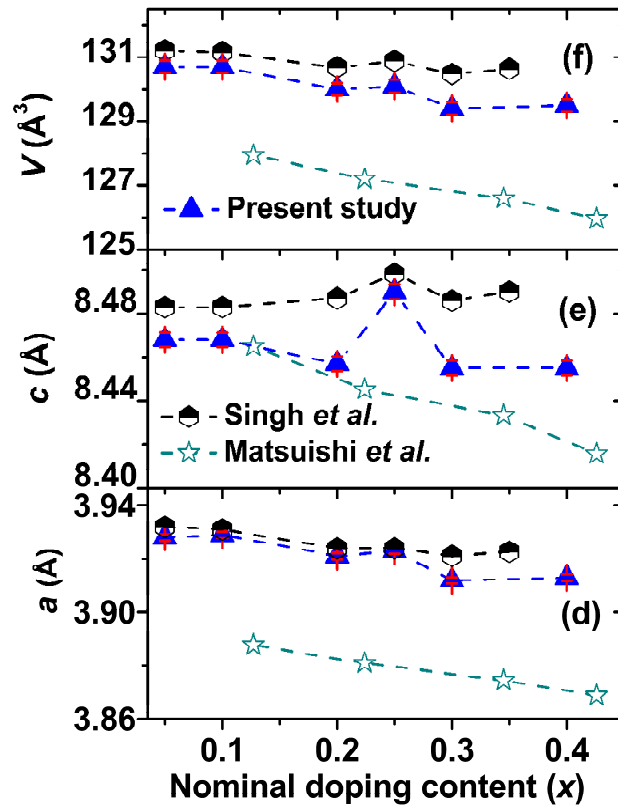 131
129
127
125
V (Å³)
(f)
Present study
8.48
8.44
8.40
c (Å)
(e)
Singh et al.
Matsuishi et al.
3.94
3.90
3.86
a (Å)
(d)
0.1 0.2 0.3 0.4
Nominal doping content (x)